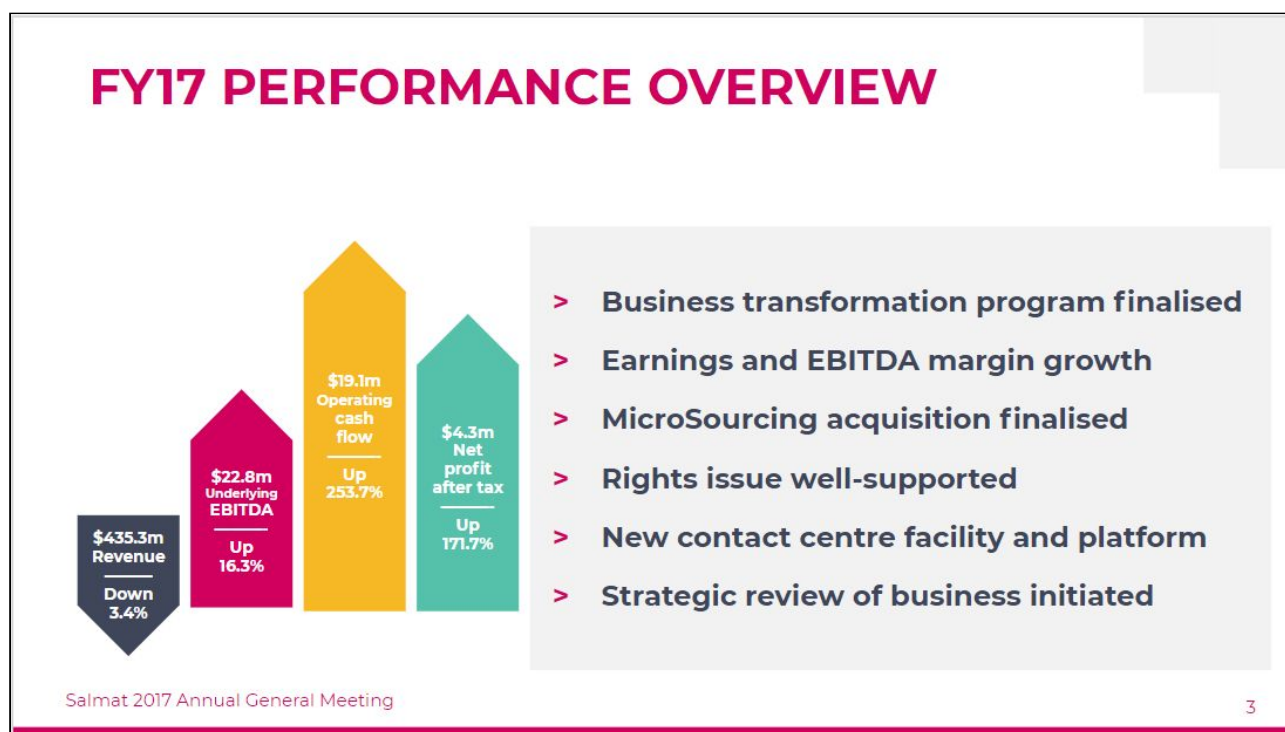 FY17 PERFORMANCE OVERVIEW
$435.3m
Revenue
Down
3.4%
$22.8m
Underlying
EBITDA
Up
16.3%
$19.1m
Operating
cash
flow
Up
253.7%
$4.3m
Net
profit
after tax
Up
171.7%
> Business transformation program finalised
> Earnings and EBITDA margin growth
> MicroSourcing acquisition finalised
> Rights issue well-supported
> New contact centre facility and platform
> Strategic review of business initiated
Salmat 2017 Annual General Meeting
3